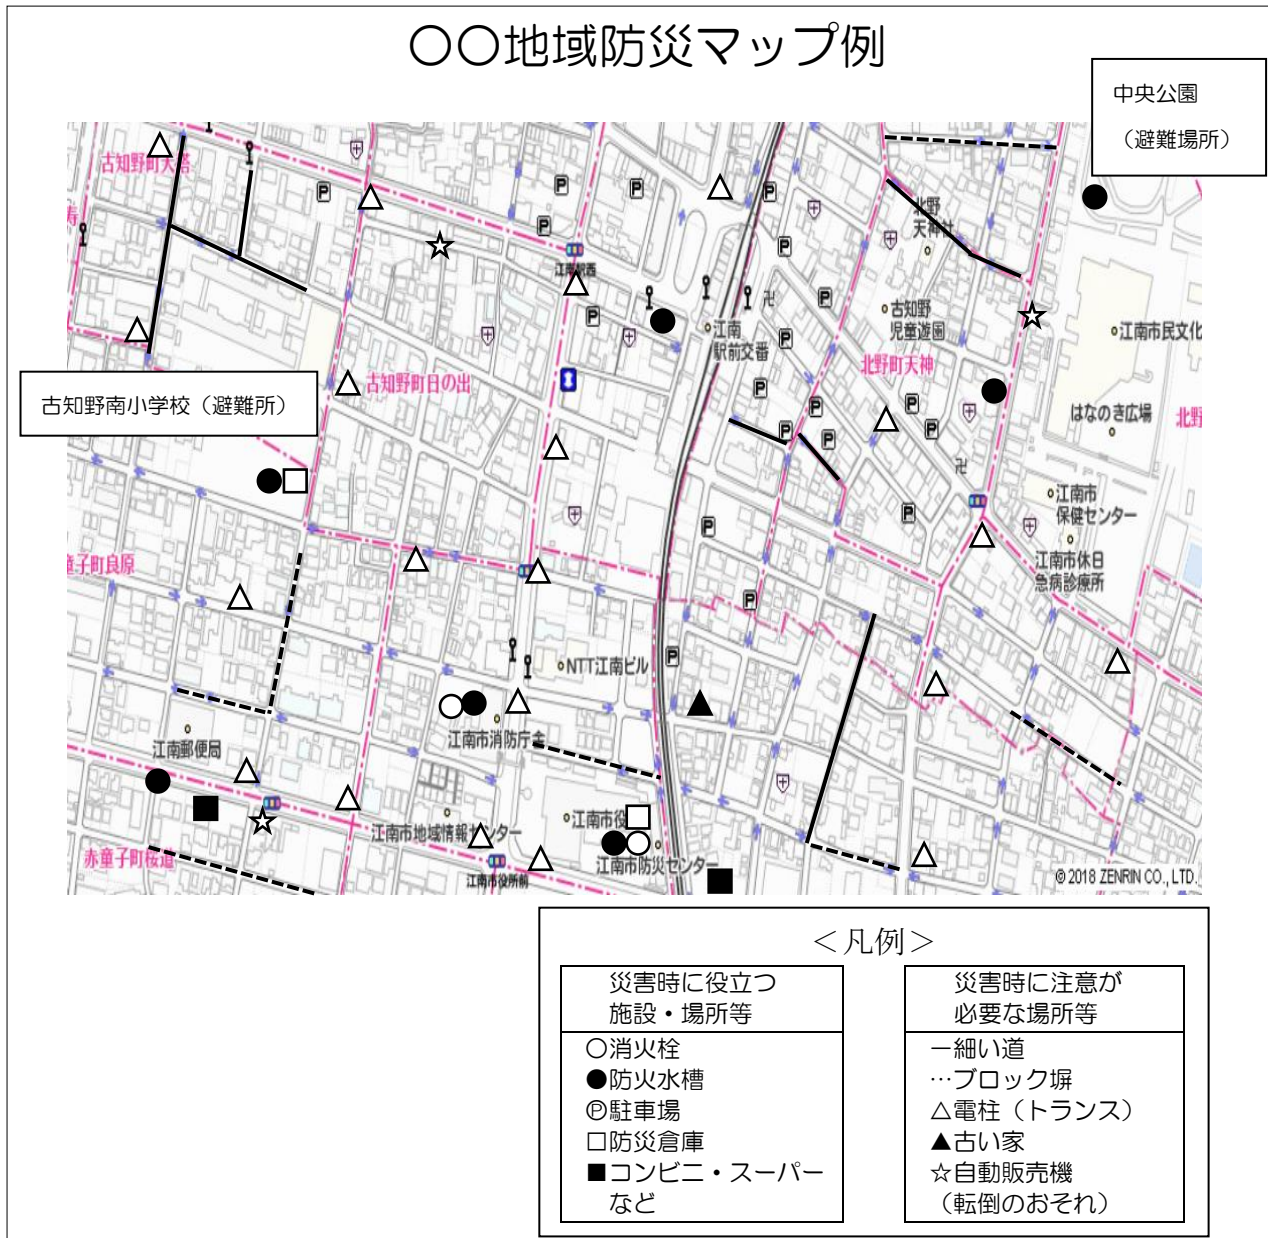 〇〇地域防災マップ例
中央公園
（避難場所）
古知野町大塔
北野
天神社
江南駅西
江南
駅前交番
古知野
児童遊園
江南市民文化
北野町天神
古知野町日の出
古知野南小学校（避難所）
はなのき広場
北野
江南市
保健センター
江南市休日
急病診療所
童子町良原
NTT江南ビル
江南市消防庁舎
江南郵便局
江南市役
江南市地域情報センター
江南市防災センター
赤童子町桜道
江南市役所前
© 2018 ZENRIN CO., LTD.
＜凡例＞
災害時に役立つ
施設・場所等
〇消火栓
●防火水槽
Ⓟ駐車場
□防災倉庫
■コンビニ・スーパー
など
災害時に注意が
必要な場所等
―細い道
…ブロック塀
△電柱（トランス）
▲古い家
☆自動販売機
（転倒のおそれ）